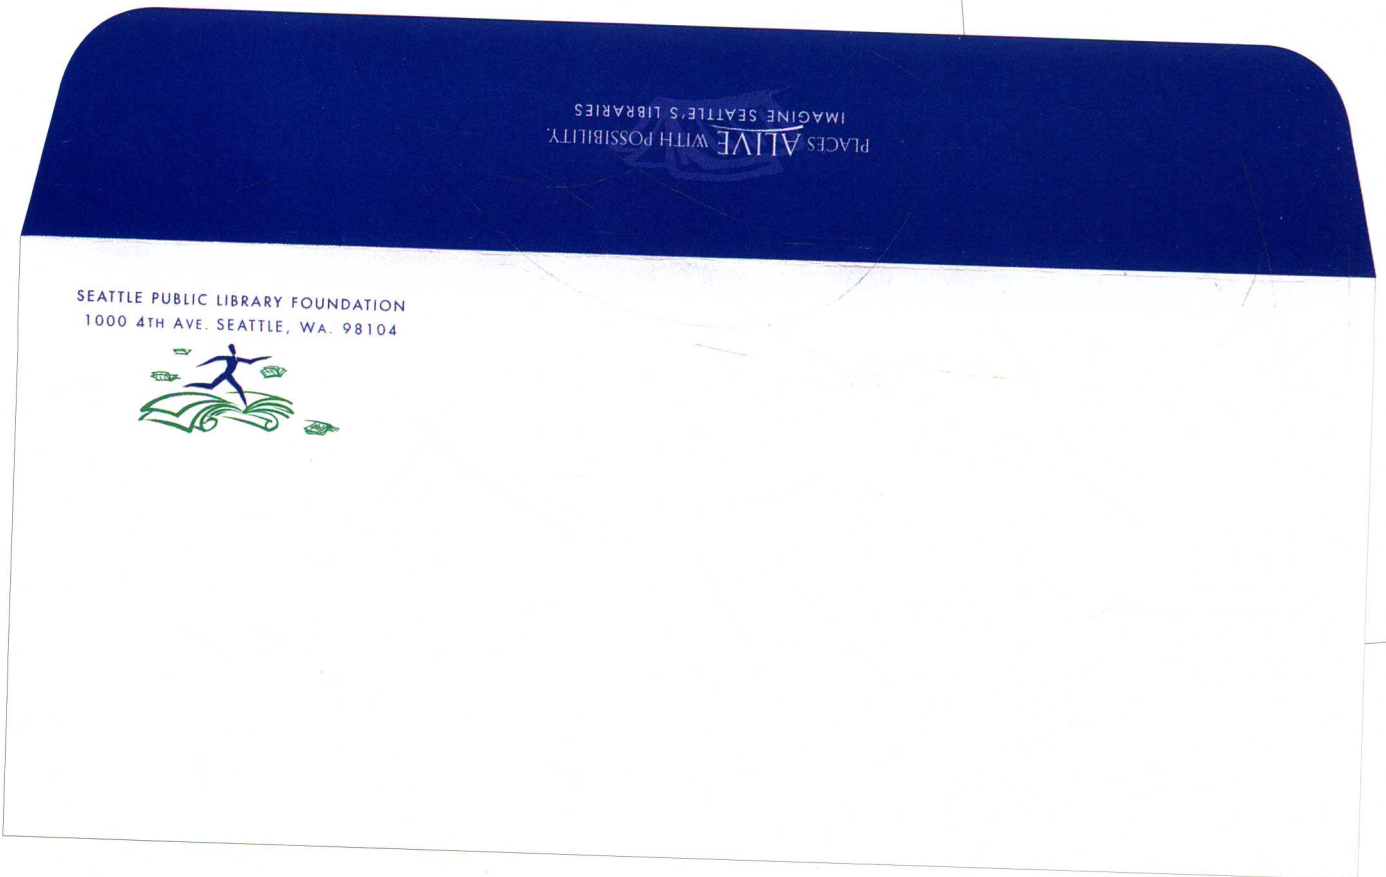 IMAGINE SEATTLE'S LIBRARIES
PLACES ALIVE WITH POSSIBILITY.
SEATTLE PUBLIC LIBRARY FOUNDATION
1000 4TH AVE. SEATTLE, WA. 98104